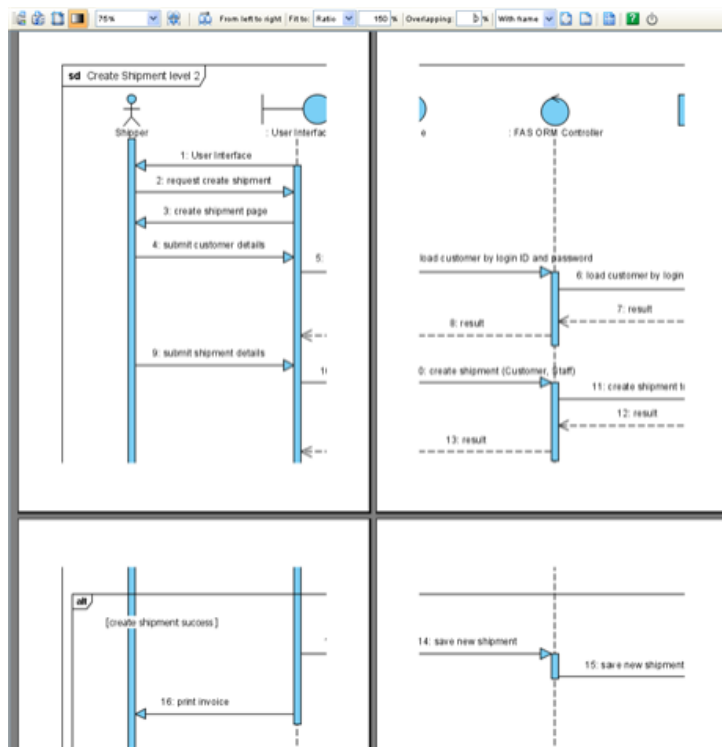 75% From left to right Fit to: Ratio 150 % Overlapping: 0 % With frame
sd Create Shipment level 2
Shipper
: User Interfac
e
: FAS ORM Controller
1: User Interface
2: request create shipment
3: create shipment page
4: submit customer details
5:
load customer by login ID and password
6: load customer by login
7: result
8: result
9: submit shipment details
10
0: create shipment (Customer, Staff)
11: create shipment t
12: result
13: result
alt
[create shipment success]
14: save new shipment
15: save new shipment
16: print invoice